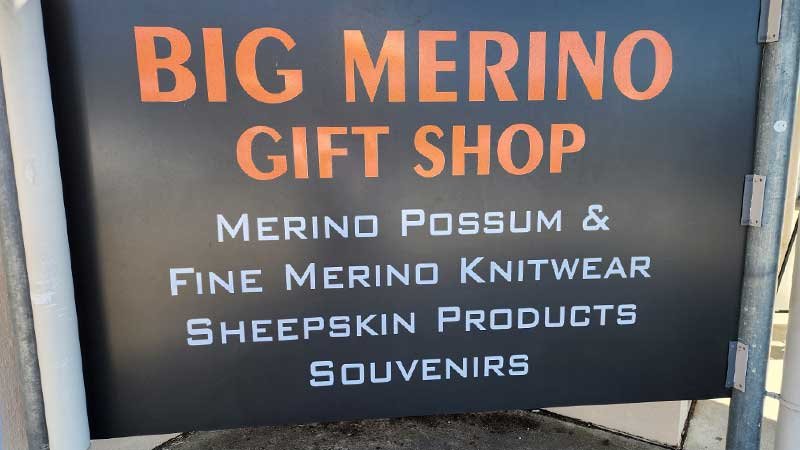 BIG MERINO
GIFT SHOP
MERINO POSSUM &
FINE MERINO KNITWEAR
SHEEPSKIN PRODUCTS
SOUVENIRS